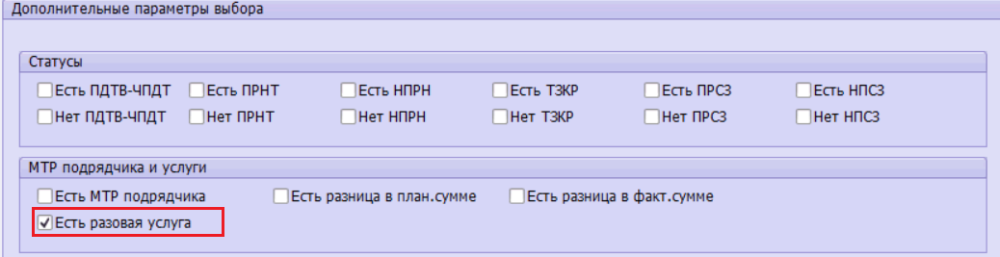 Дополнительные параметры выбора
Статусы
Есть ПДТВ-ЧПДТ Есть ПРНТ Есть НПРН Есть ТЗКР Есть ПРСЗ Есть НПСЗ
Нет ПДТВ-ЧПДТ Нет ПРНТ Нет НПРН Нет ТЗКР Нет ПРСЗ Нет НПСЗ
МТР подрядчика и услуги
Есть МТР подрядчика Есть разница в план.сумме Есть разница в факт.сумме
Есть разовая услуга